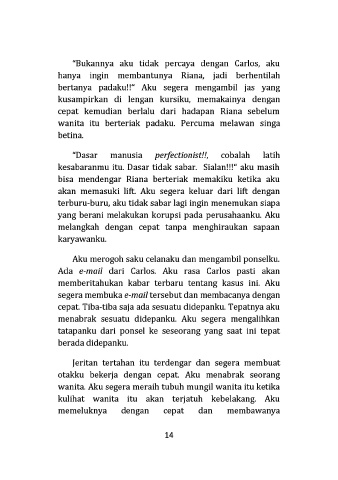 "Bukannya aku tidak percaya dengan Carlos, aku
hanya ingin membantunya Riana, jadi berhentilah
bertanya padaku!!" Aku segera mengambil jas yang
kusampirkan di lengan kursiku, memakainya dengan
cepat kemudian berlalu dari hadapan Riana sebelum
wanita itu berteriak padaku. Percuma melawan singa
betina.
"Dasar manusia perfectionist!!, cobalah latih
kesabaranmu itu. Dasar tidak sabar. Sialan!!!" aku masih
bisa mendengar Riana berteriak memakiku ketika aku
akan memasuki lift. Aku segera keluar dari lift dengan
terburu-buru, aku tidak sabar lagi ingin menemukan siapa
yang berani melakukan korupsi pada perusahaanku. Aku
melangkah dengan cepat tanpa menghiraukan sapaan
karyawanku.
Aku merogoh saku celanaku dan mengambil ponselku.
Ada e-mail dari Carlos. Aku rasa Carlos pasti akan
memberitahukan kabar terbaru tentang kasus ini. Aku
segera membuka e-mail tersebut dan membacanya dengan
cepat. Tiba-tiba saja ada sesuatu didepanku. Tepatnya aku
menabrak sesuatu didepanku. Aku segera mengalihkan
tatapanku dari ponsel ke seseorang yang saat ini tepat
berada didepanku.
Jeritan tertahan itu terdengar dan segera membuat
otakku bekerja dengan cepat. Aku menabrak seorang
wanita. Aku segera meraih tubuh mungil wanita itu ketika
kulihat wanita itu akan terjatuh kebelakang. Aku
memeluknya dengan cepat dan membawanya
14